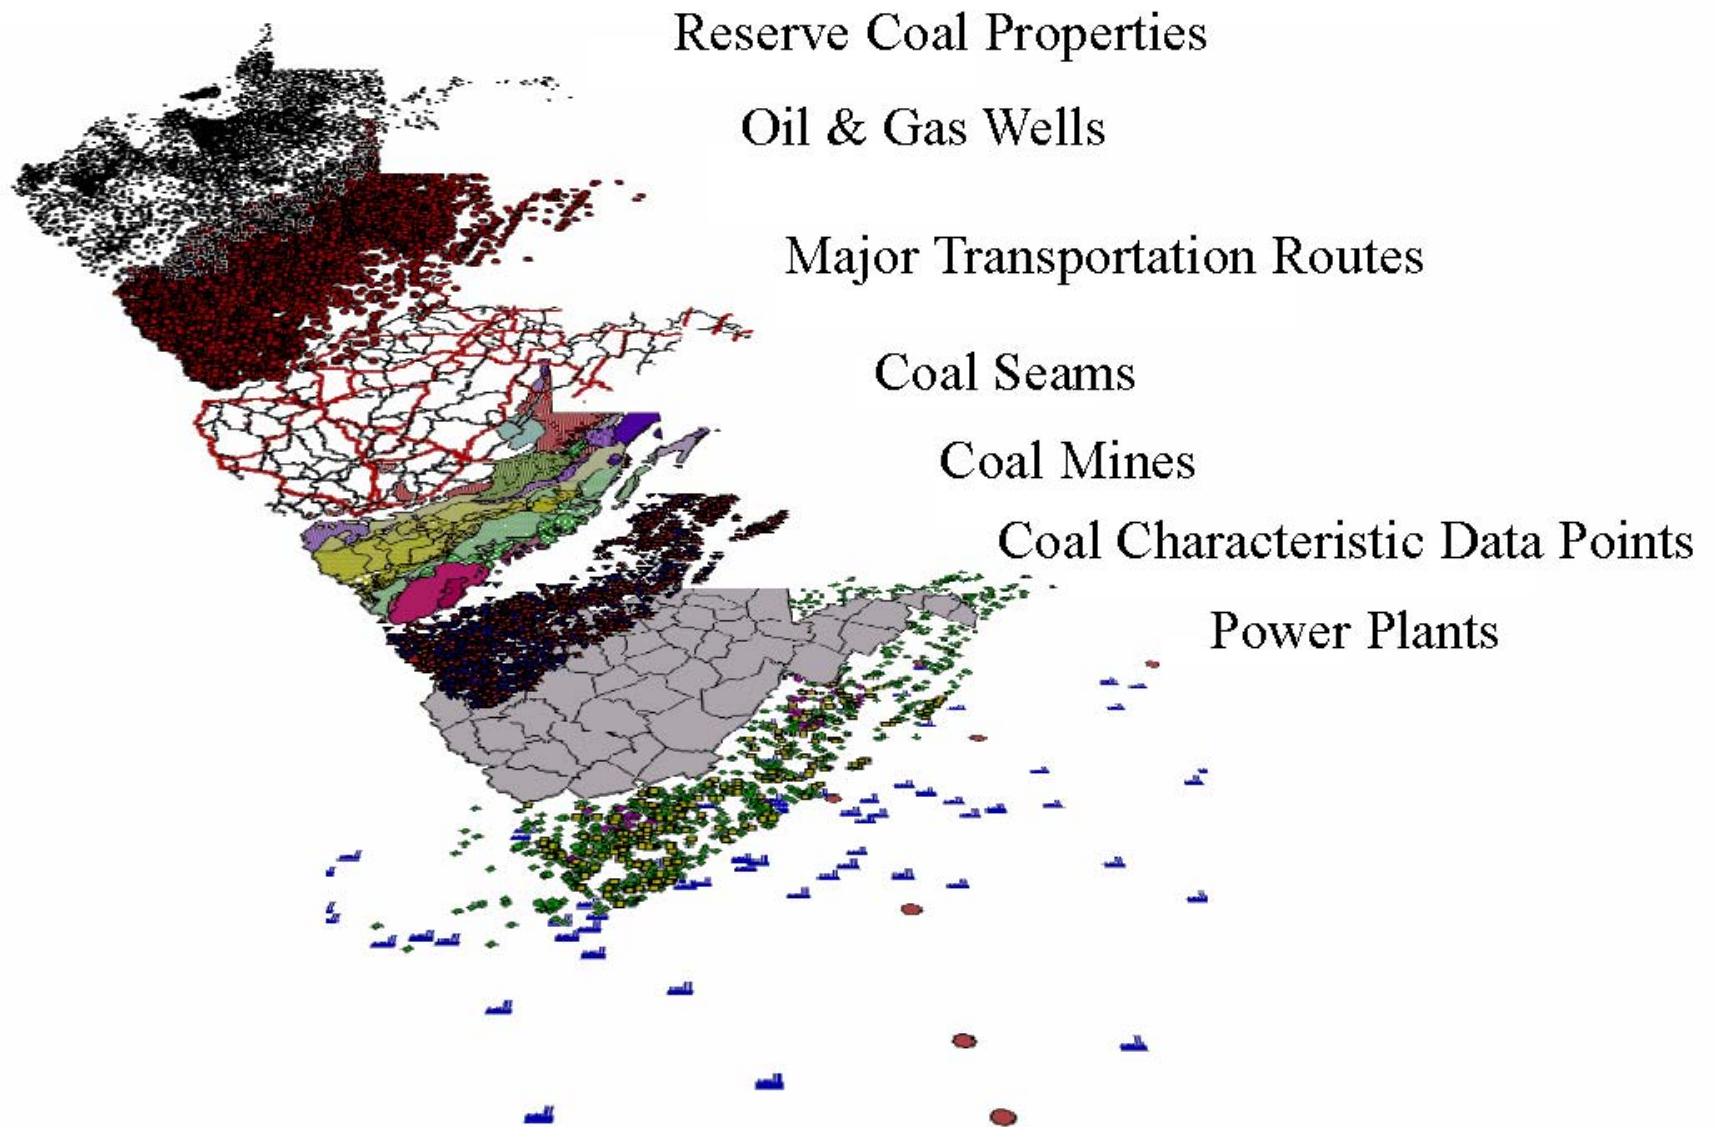 Reserve Coal Properties
Oil & Gas Wells
Major Transportation Routes
Coal Seams
Coal Mines
Coal Characteristic Data Points
Power Plants